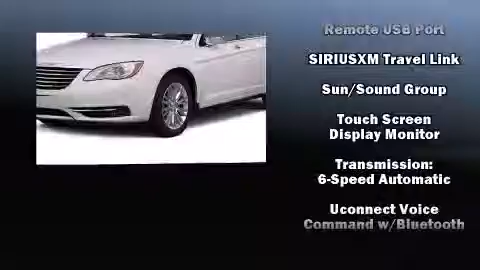 Remote USB Port
SIRIUSXM Travel Link
Sun/Sound Group
Touch Screen
Display Monitor
Transmission:
6-Speed Automatic
Uconnect Voice
Command w/Bluetooth